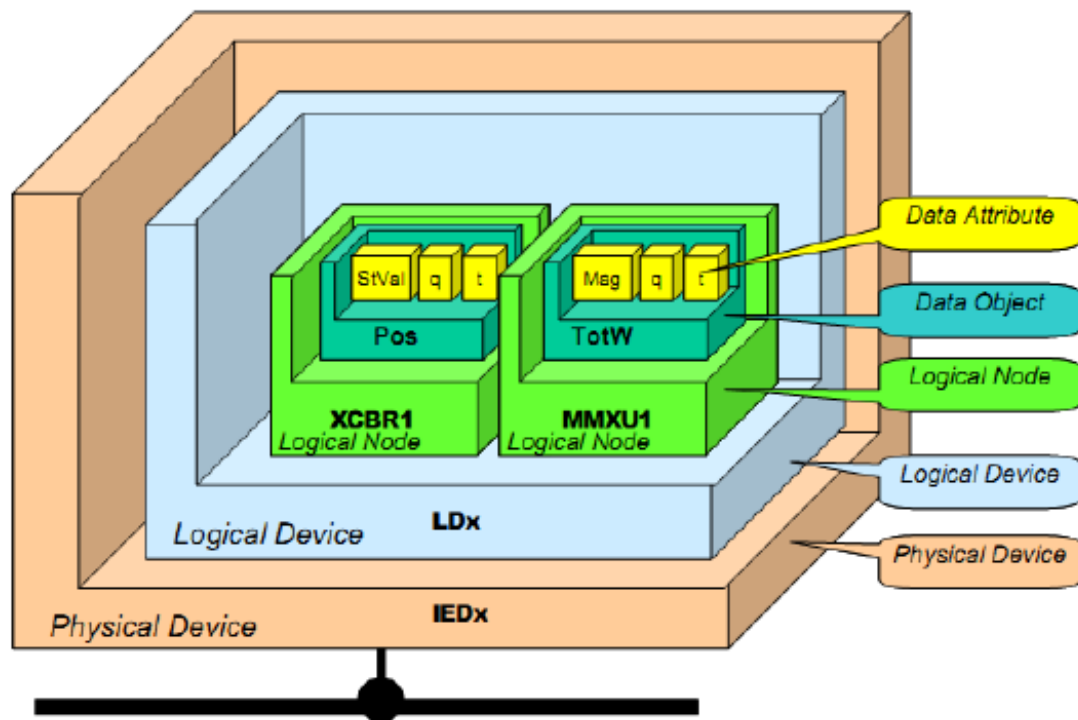 Data Attribute
StVal q t
Mag q t
Data Object
Pos
TotW
Logical Node
XCBR1
Logical Node
MMXU1
Logical Node
Logical Device
LDx
Logical Device
Physical Device
IEDx
Physical Device